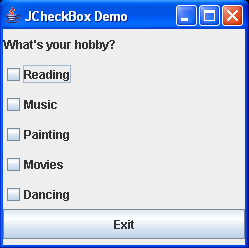 JCheckBox Demo
What's your hobby?
Reading
Music
Painting
Movies
Dancing
Exit